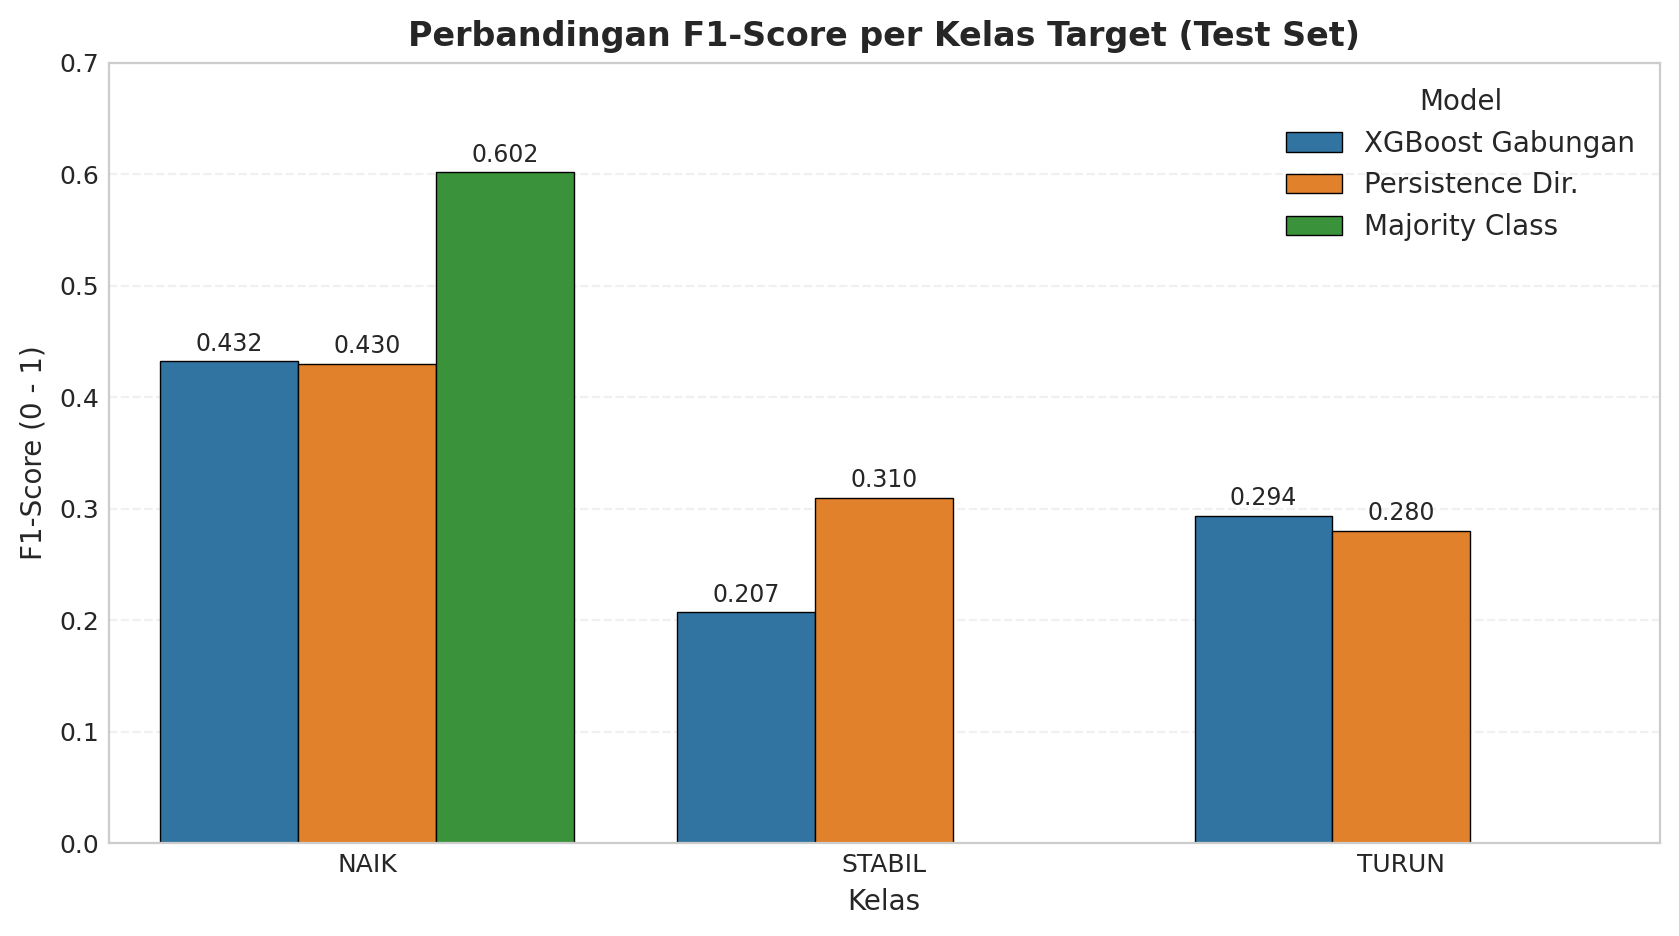 Perbandingan F1-Score per Kelas Target (Test Set)
F1-Score (0 - 1)
0.7
0.6
0.5
0.4
0.3
0.2
0.1
0.0
Model
XGBoost Gabungan
Persistence Dir.
Majority Class
0.432
0.430
0.602
0.207
0.310
0.294
0.280
NAIK
STABIL
TURUN
Kelas